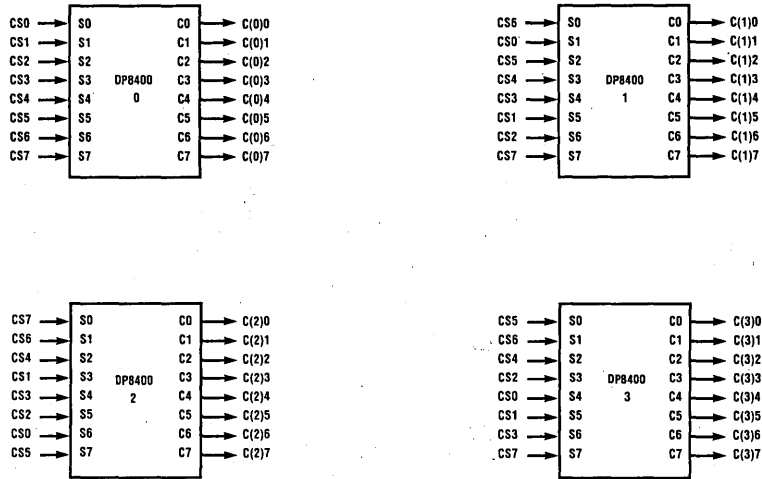 CS0 S0 C0 C(0)0
CS1 S1 C1 C(0)1
CS2 S2 C2 C(0)2
CS3 S3 DP8400 C3 C(0)3
CS4 S4 0 C4 C(0)4
CS5 S5 C5 C(0)5
CS6 S6 C6 C(0)6
CS7 S7 C7 C(0)7
CS6 S0 C0 C(1)0
CS0 S1 C1 C(1)1
CS5 S2 C2 C(1)2
CS4 S3 DP8400 C3 C(1)3
CS3 S4 1 C4 C(1)4
CS1 S5 C5 C(1)5
CS2 S6 C6 C(1)6
CS7 S7 C7 C(1)7
CS7 S0 C0 C(2)0
CS6 S1 C1 C(2)1
CS4 S2 C2 C(2)2
CS1 S3 DP8400 C3 C(2)3
CS3 S4 2 C4 C(2)4
CS2 S5 C5 C(2)5
CS0 S6 C6 C(2)6
CS5 S7 C7 C(2)7
CS5 S0 C0 C(3)0
CS6 S1 C1 C(3)1
CS4 S2 C2 C(3)2
CS2 S3 DP8400 C3 C(3)3
CS0 S4 3 C4 C(3)4
CS1 S5 C5 C(3)5
CS3 S6 C6 C(3)6
CS7 S7 C7 C(3)7